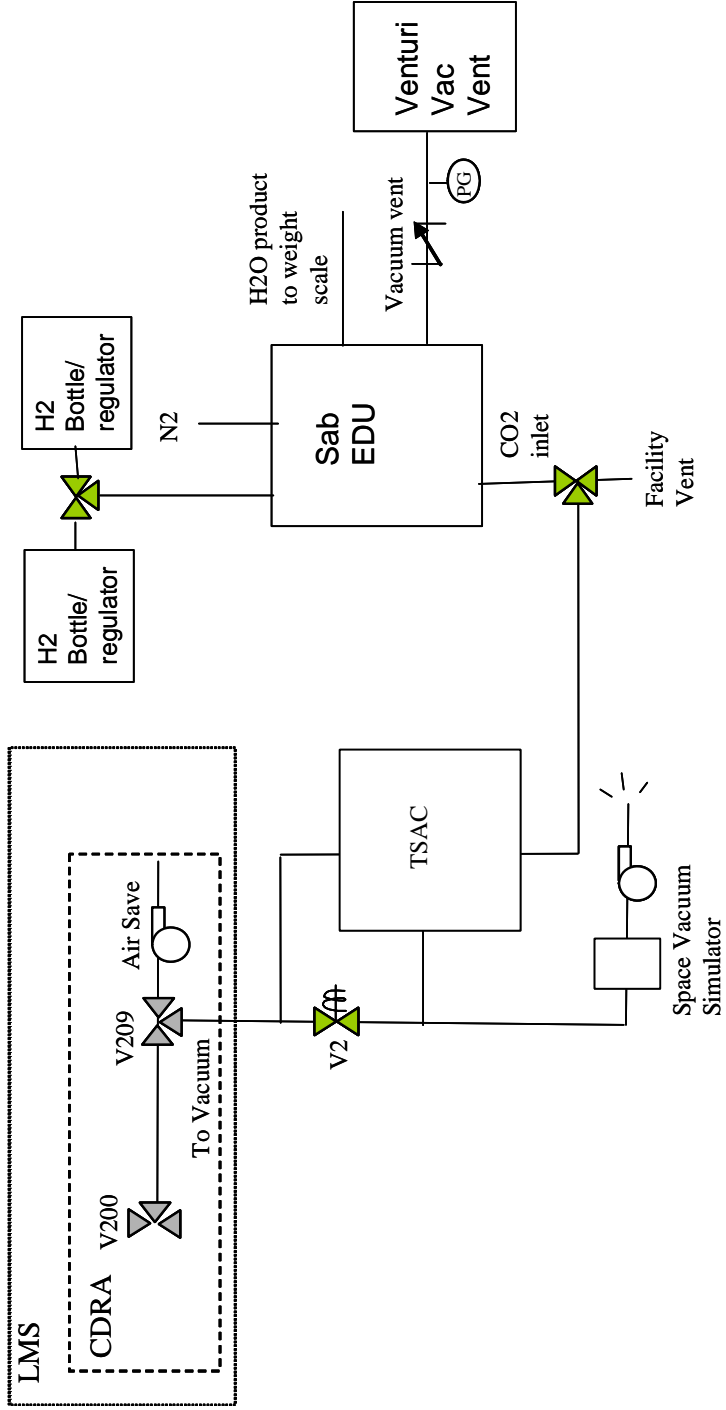 LMS
CDRA
V200
V209
Air Save
To Vacuum
V2
TSAC
Space Vacuum
Simulator
H2
Bottle/
regulator
H2
Bottle/
regulator
N2
Sab
EDU
H2O product
to weight
scale
Vacuum vent
PG
Venturi
Vac
Vent
CO2
inlet
Facility
Vent